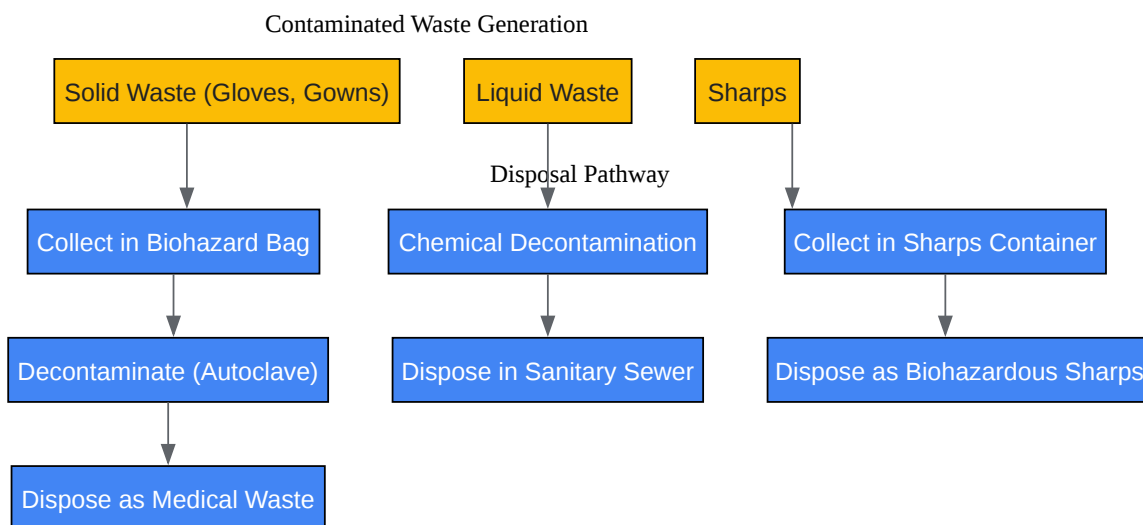 Contaminated Waste Generation
Solid Waste (Gloves, Gowns)
Liquid Waste
Sharps
Disposal Pathway
Collect in Biohazard Bag
Chemical Decontamination
Collect in Sharps Container
Decontaminate (Autoclave)
Dispose in Sanitary Sewer
Dispose as Biohazardous Sharps
Dispose as Medical Waste